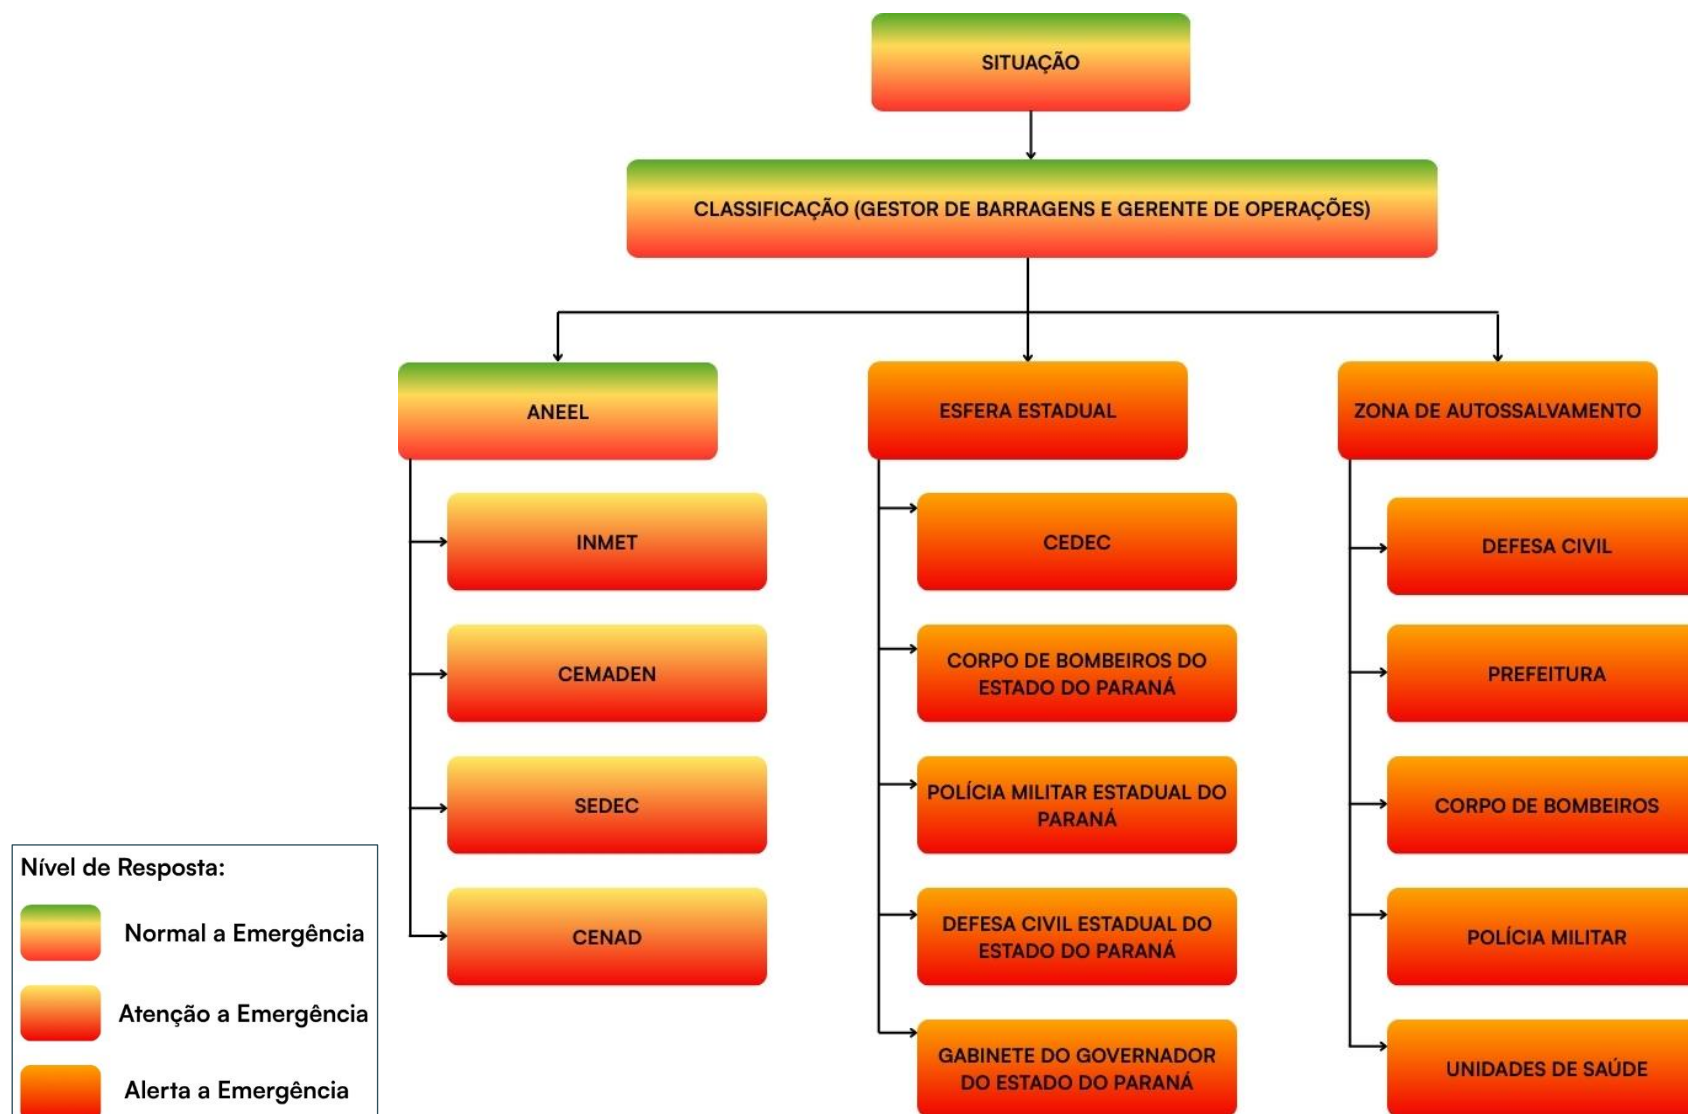 SITUAÇÃO
CLASSIFICAÇÃO (GESTOR DE BARRAGENS E GERENTE DE OPERAÇÕES)
ANEEL
INMET
CEMADEN
SEDEC
CENAD
ESFERA ESTADUAL
CEDEC
CORPO DE BOMBEIROS DO
ESTADO DO PARANÁ
POLÍCIA MILITAR ESTADUAL DO
PARANÁ
DEFESA CIVIL ESTADUAL DO
ESTADO DO PARANÁ
GABINETE DO GOVERNADOR
DO ESTADO DO PARANÁ
ZONA DE AUTOSSALVAMENTO
DEFESA CIVIL
PREFEITURA
CORPO DE BOMBEIROS
POLÍCIA MILITAR
UNIDADES DE SAÚDE
Nível de Resposta:
Normal a Emergência
Atenção a Emergência
Alerta a Emergência